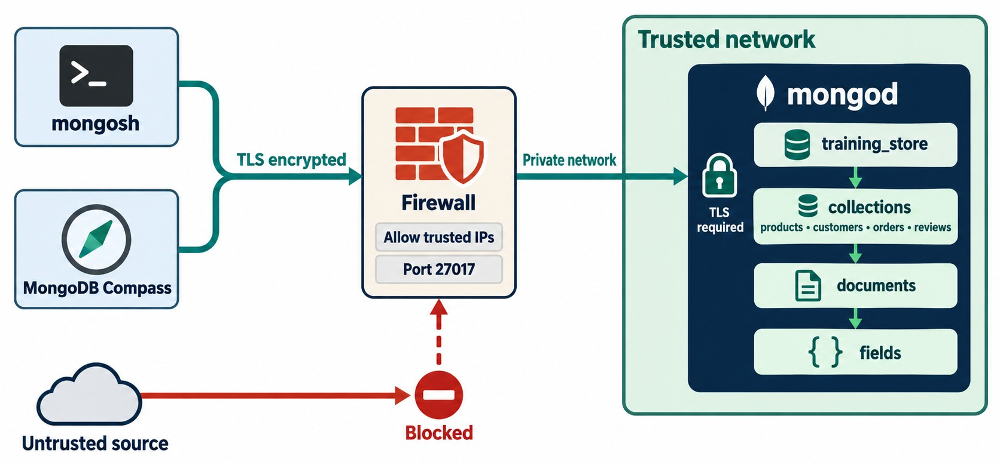 mongosh
MongoDB Compass
Untrusted source
TLS encrypted
Firewall
Allow trusted IPs
Port 27017
Blocked
Private network
Trusted network
mongod
TLS
required
training_store
collections
products • customers • orders • reviews
documents
{ } fields